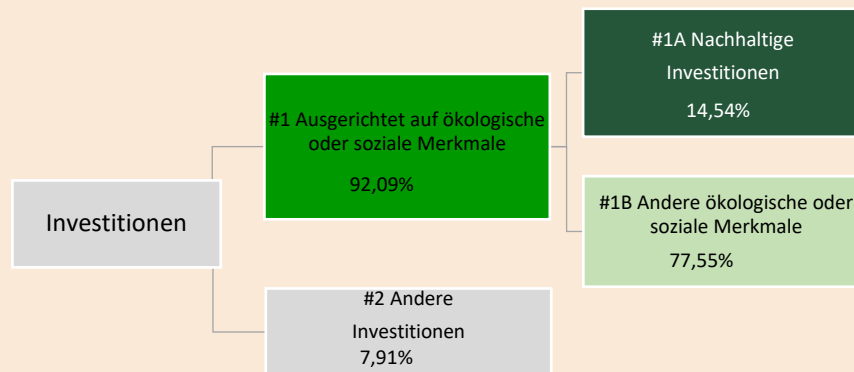 Investitionen
#1 Ausgerichtet auf ökologische
oder soziale Merkmale
92,09%
#2 Andere
Investitionen
7,91%
#1A Nachhaltige
Investitionen
14,54%
#1B Andere ökologische oder
soziale Merkmale
77,55%